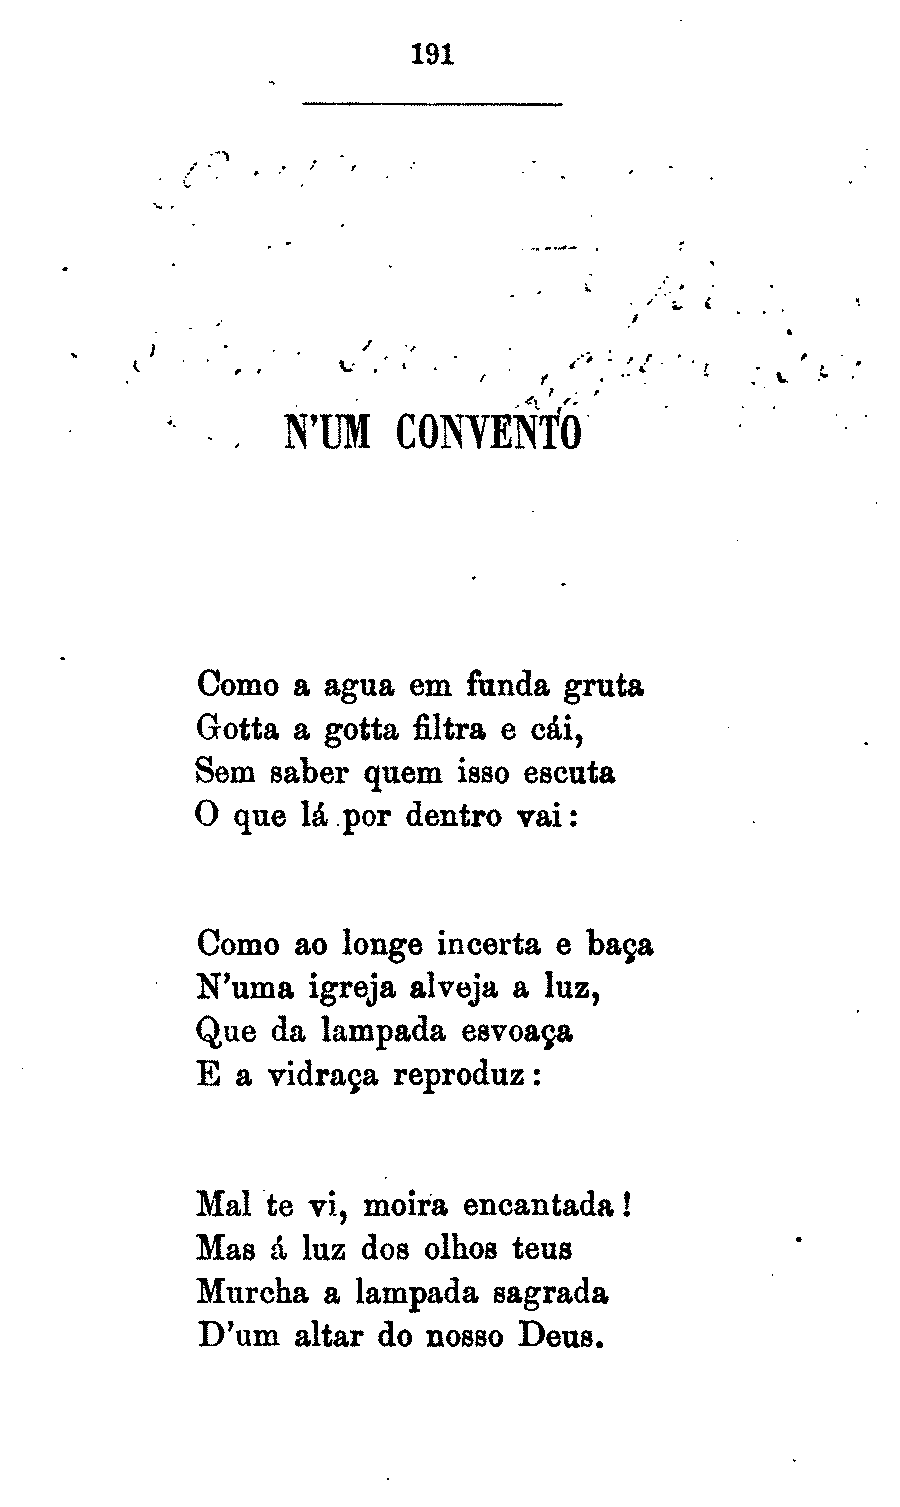 191
N'UM CONVENTO
Como a agua em funda gruta
Gotta a gotta filtra e cái,
Sem saber quem isso escuta
O que lá por dentro vai:
Como ao longe incerta e baça
N'uma igreja alveja a luz,
Que da lampada esvoaça
E a vidraça reproduz:
Mal te vi, moira encantada!
Mas á luz dos olhos teus
Murcha a lampada sagrada
D'um altar do nosso Deus.